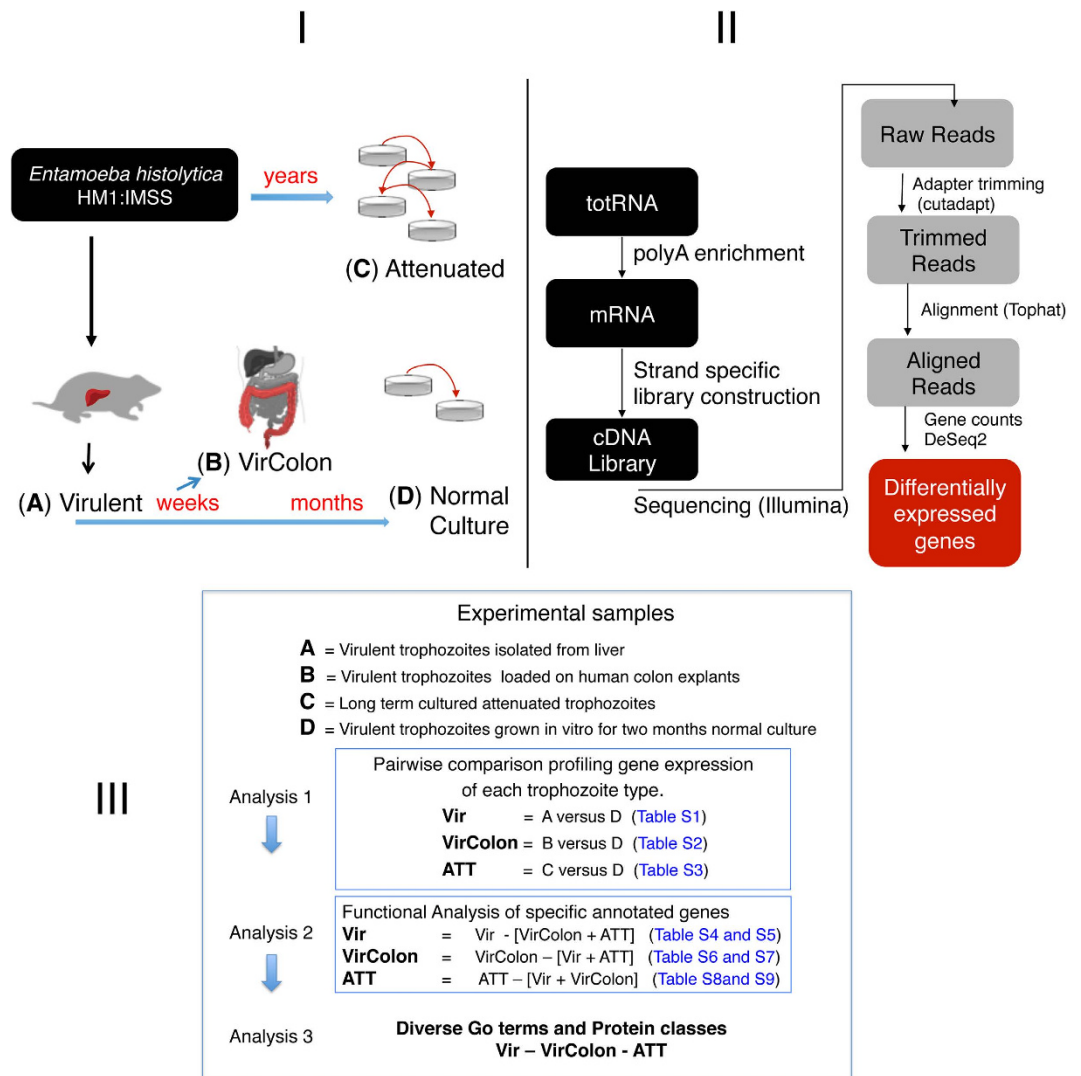 I
Entamoeba histolytica
HM1:IMSS
years
(C) Attenuated
(B) VirColon
(A) Virulent
weeks
months
(D) Normal
Culture
II
totRNA
polyA enrichment
mRNA
Strand specific
library construction
cDNA
Library
Sequencing (Illumina)
Raw Reads
Adapter trimming
(cutadapt)
Trimmed
Reads
Alignment (Tophat)
Aligned
Reads
Gene counts
DeSeq2
Differentially
expressed
genes
III
Experimental samples
A = Virulent trophozoites isolated from liver
B = Virulent trophozoites loaded on human colon explants
C = Long term cultured attenuated trophozoites
D = Virulent trophozoites grown in vitro for two months normal culture
Analysis 1
Pairwise comparison profiling gene expression
of each trophozoite type.
Vir = A versus D (Table S1)
VirColon = B versus D (Table S2)
ATT = C versus D (Table S3)
Analysis 2
Functional Analysis of specific annotated genes
Vir = Vir - [VirColon + ATT] (Table S4 and S5)
VirColon = VirColon – [Vir + ATT] (Table S6 and S7)
ATT = ATT – [Vir + VirColon] (Table S8and S9)
Analysis 3
Diverse Go terms and Protein classes
Vir – VirColon - ATT